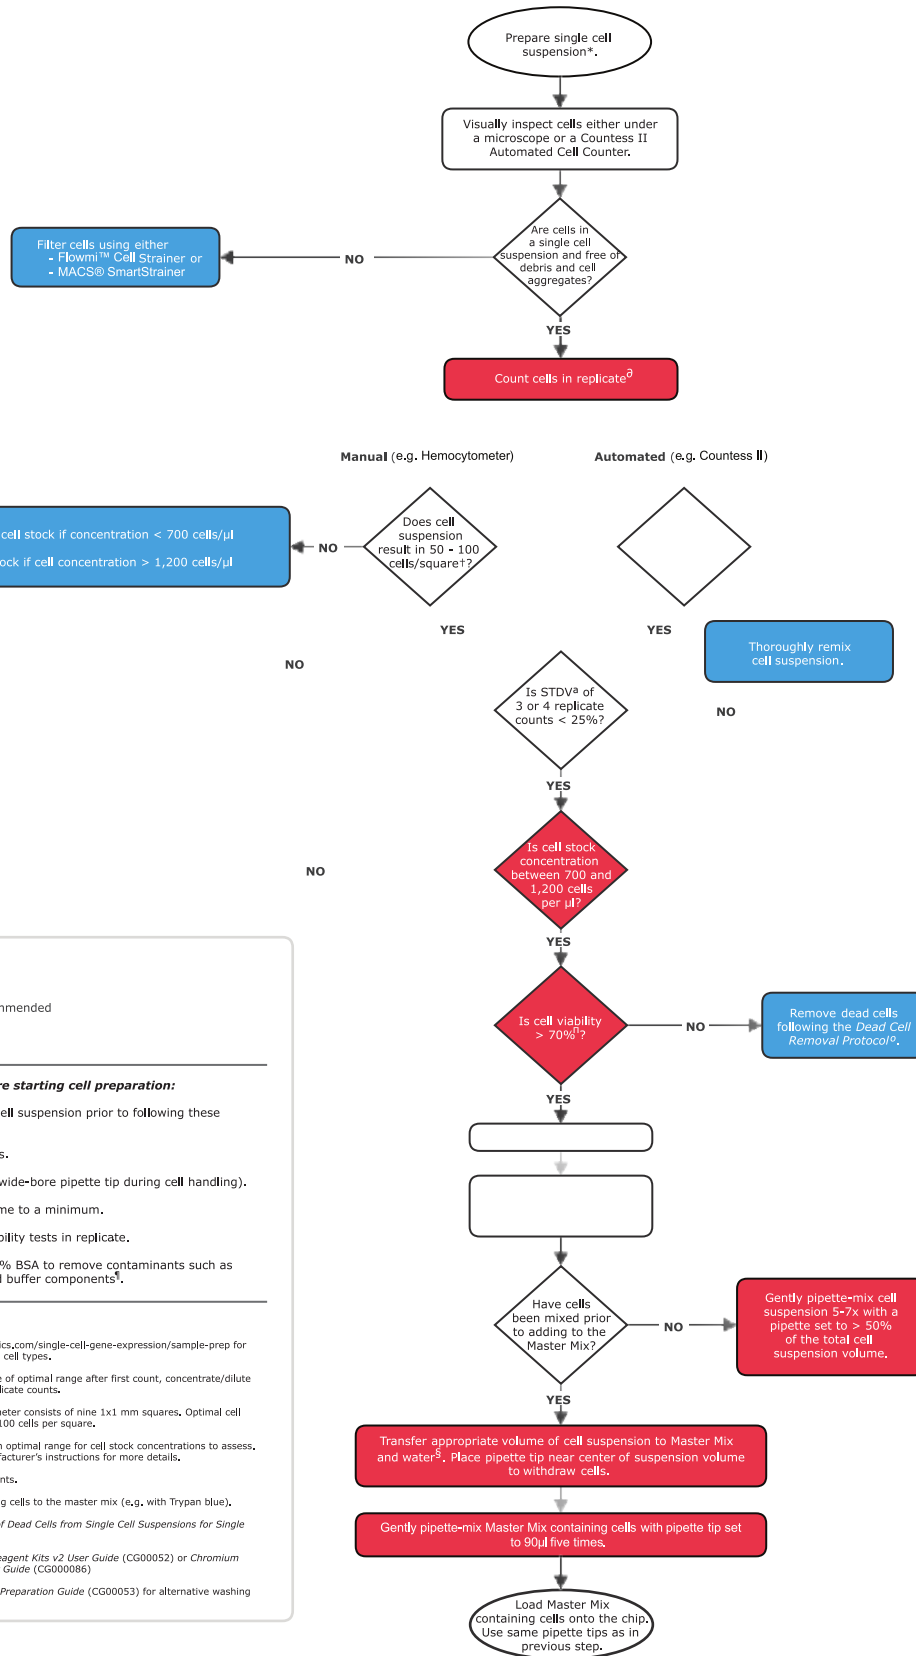 Prepare single cell
suspension*.
Visually inspect cells either under
a microscope or a Countess II
Automated Cell Counter.
Are cells in
a single cell
suspension and free of
debris and cell
aggregates?
NO
Filter cells using either
- Flowmi™ Cell Strainer or
- MACS® SmartStrainer
YES
Count cells in replicate∂
Manual (e.g. Hemocytometer)
Automated (e.g. Countess II)
Does cell
suspension
result in 50 - 100
cells/square†?
NO
cell stock if concentration < 700 cells/µl
stock if cell concentration > 1,200 cells/µl
YES
YES
Thoroughly remix
cell suspension.
NO
Is STDVª of
3 or 4 replicate
counts < 25%?
NO
YES
Is cell stock
concentration
between 700 and
1,200 cells
per µl?
NO
YES
Is cell viability
> 70%ⁿ?
NO
Remove dead cells
following the Dead Cell
Removal Protocolº.
YES
Have cells
been mixed prior
to adding to the
Master Mix?
NO
Gently pipette-mix cell
suspension 5-7x with a
pipette set to > 50%
of the total cell
suspension volume.
YES
Transfer appropriate volume of cell suspension to Master Mix
and water§. Place pipette tip near center of suspension volume
to withdraw cells.
Gently pipette-mix Master Mix containing cells with pipette tip set
to 90µl five times.
Load Master Mix
containing cells onto the chip.
Use same pipette tips as in
previous step.
mmended
re starting cell preparation:
cell suspension prior to following these
s.
wide-bore pipette tip during cell handling).
me to a minimum.
bility tests in replicate.
% BSA to remove contaminants such as
d buffer components¶.
ics.com/single-cell-gene-expression/sample-prep for
cell types.
e of optimal range after first count, concentrate/dilute
licate counts.
meter consists of nine 1x1 mm squares. Optimal cell
100 cells per square.
n optimal range for cell stock concentrations to assess.
facturer's instructions for more details.
nts.
g cells to the master mix (e.g. with Trypan blue).
of Dead Cells from Single Cell Suspensions for Single
eagent Kits v2 User Guide (CG00052) or Chromium
Guide (CG000086)
Preparation Guide (CG00053) for alternative washing